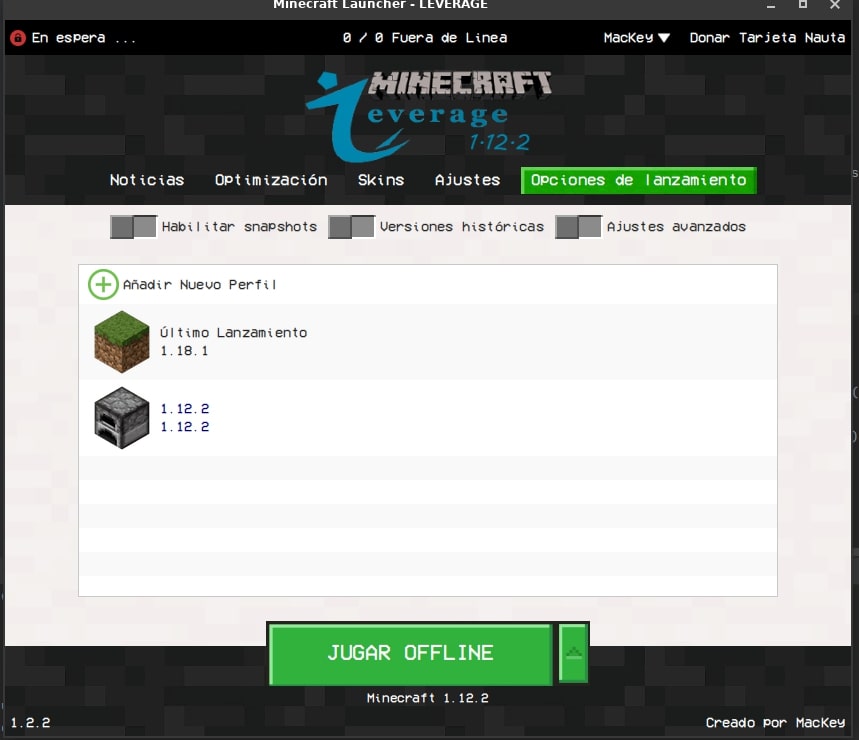 Minecraft Launcher - LEVERAGE
En espera ...
0 / 0 Fuera de Linea
MacKey
Donar Tarjeta Nauta
MINECRAFT
Leverage
1.12.2
Noticias
Optimización
Skins
Ajustes
Opciones de lanzamiento
Habilitar snapshots
Versiones históricas
Ajustes avanzados
Añadir Nuevo Perfil
Último Lanzamiento
1.18.1
1.12.2
1.12.2
JUGAR OFFLINE
Minecraft 1.12.2
1.2.2
Creado por MacKey